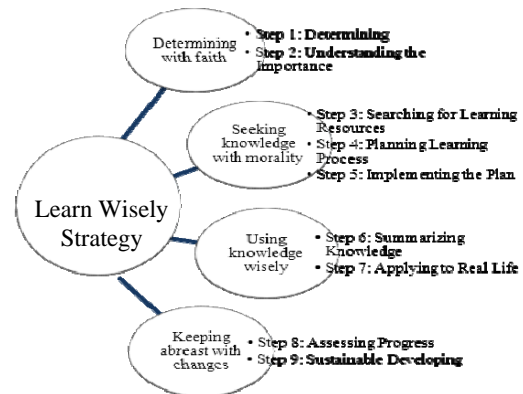 Determining
with faith
• Step 1: Determining
• Step 2: Understanding the
Importance
Seeking
knowledge
with morality
• Step 3: Searching for Learning
Resources
• Step 4: Planning Learning
Process
• Step 5: Implementing the Plan
Learn Wisely
Strategy
Using
knowledge
wisely
• Step 6: Summarizing
Knowledge
• Step 7: Applying to Real Life
Keeping
abreast with
changes
• Step 8: Assessing Progress
• Step 9: Sustainable Developing